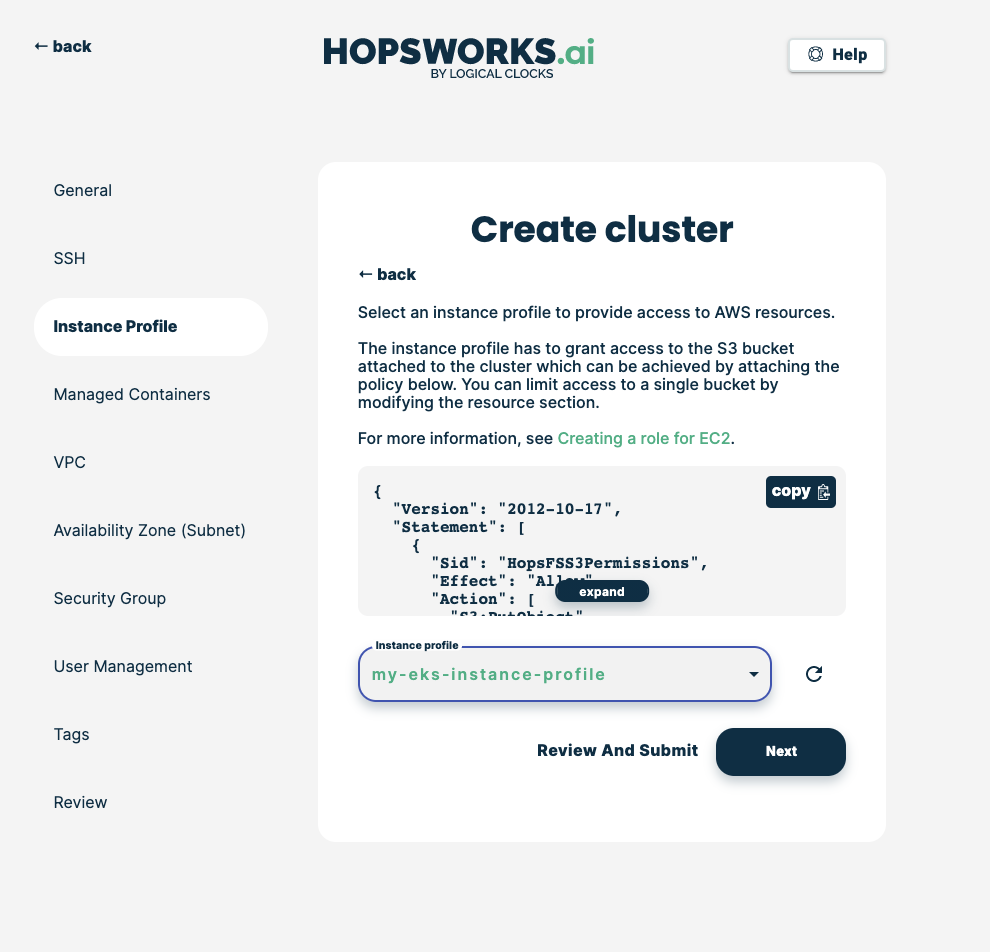 ← back
HOPSWORKS.ai
BY LOGICAL CLOCKS
Help
General
SSH
Instance Profile
Managed Containers
VPC
Availability Zone (Subnet)
Security Group
User Management
Tags
Review
Create cluster
← back
Select an instance profile to provide access to AWS resources.
The instance profile has to grant access to the S3 bucket
attached to the cluster which can be achieved by attaching the
policy below. You can limit access to a single bucket by
modifying the resource section.
For more information, see Creating a role for EC2.
copy
{
"Version": "2012-10-17",
"Statement": [
{
"Sid": "HopsFSS3Permissions",
"Effect": "Allow",
"Action": [
"S3:PutObject",
expand
Instance profile
my-eks-instance-profile
Review And Submit
Next